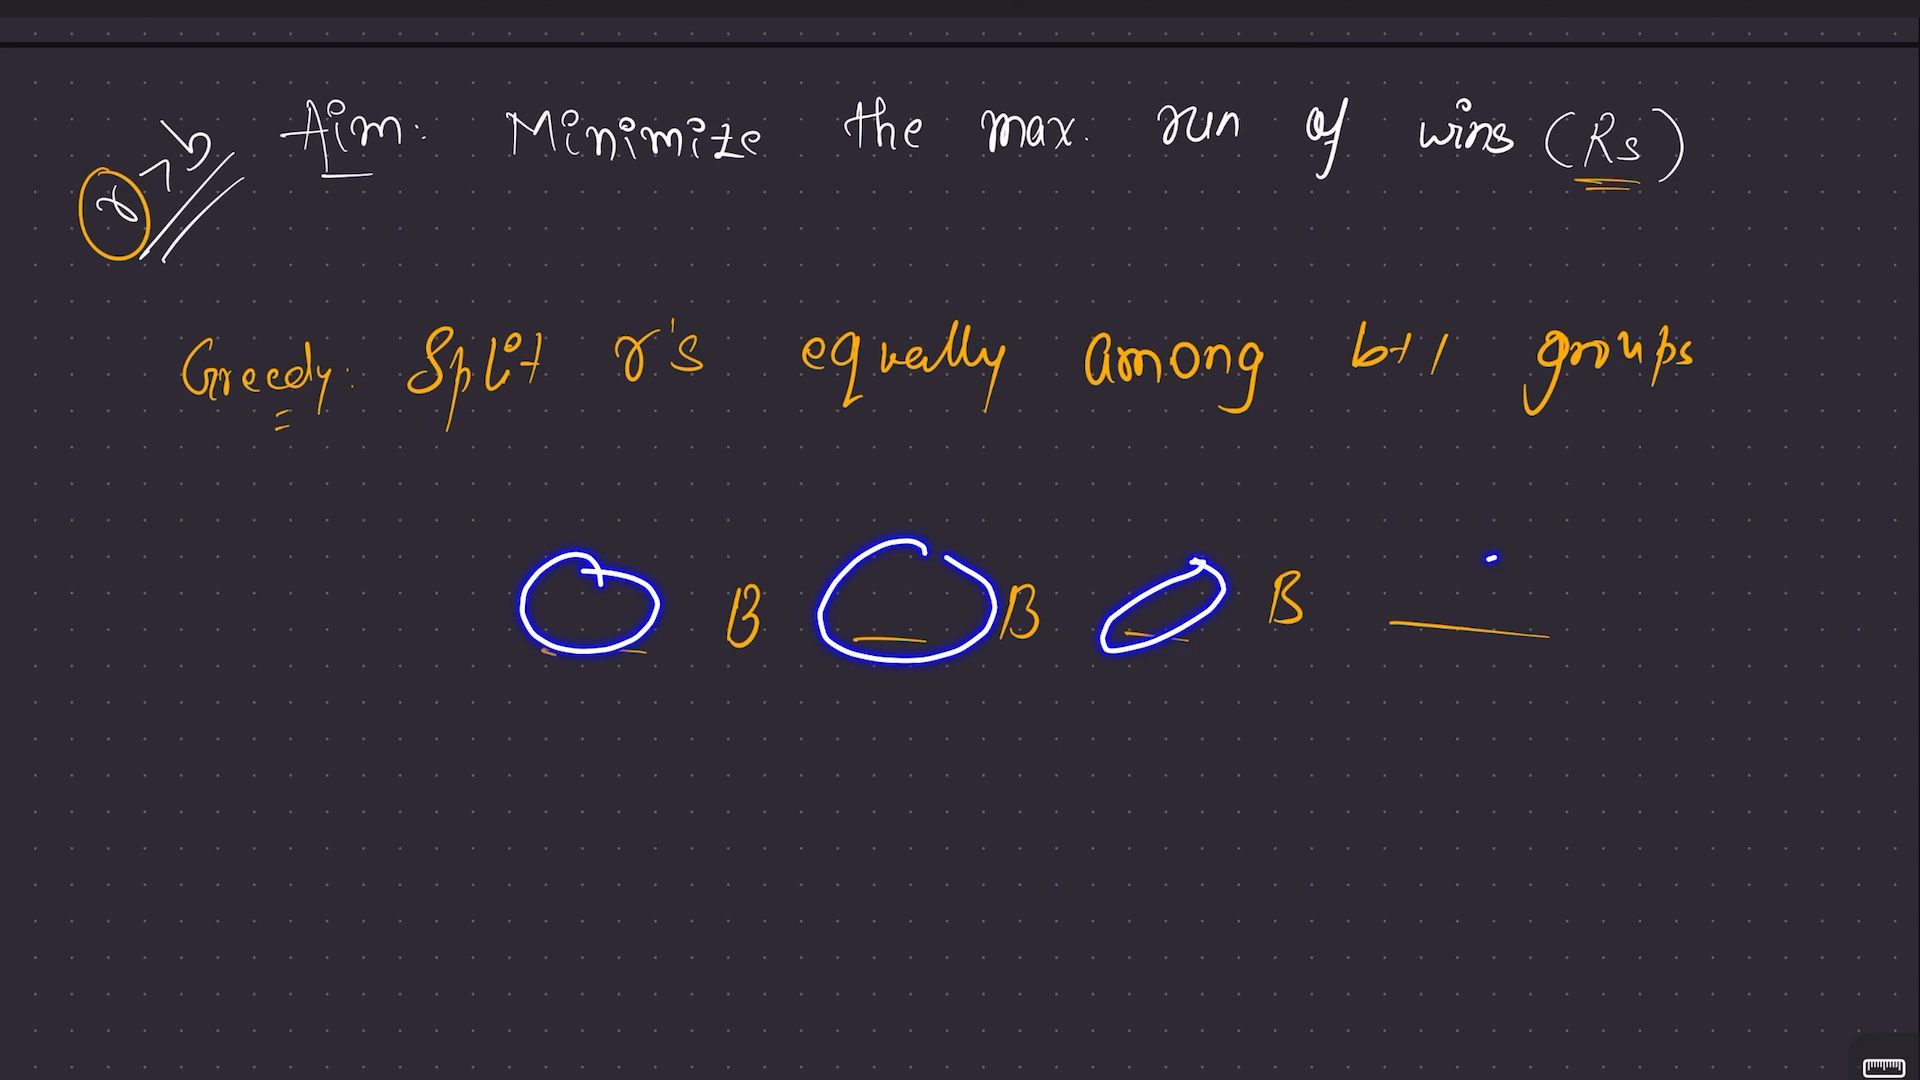 r > b
Aim: Minimize the max. run of wins (Rs)
Greedy: Split r's equally among b+1 groups
B B B